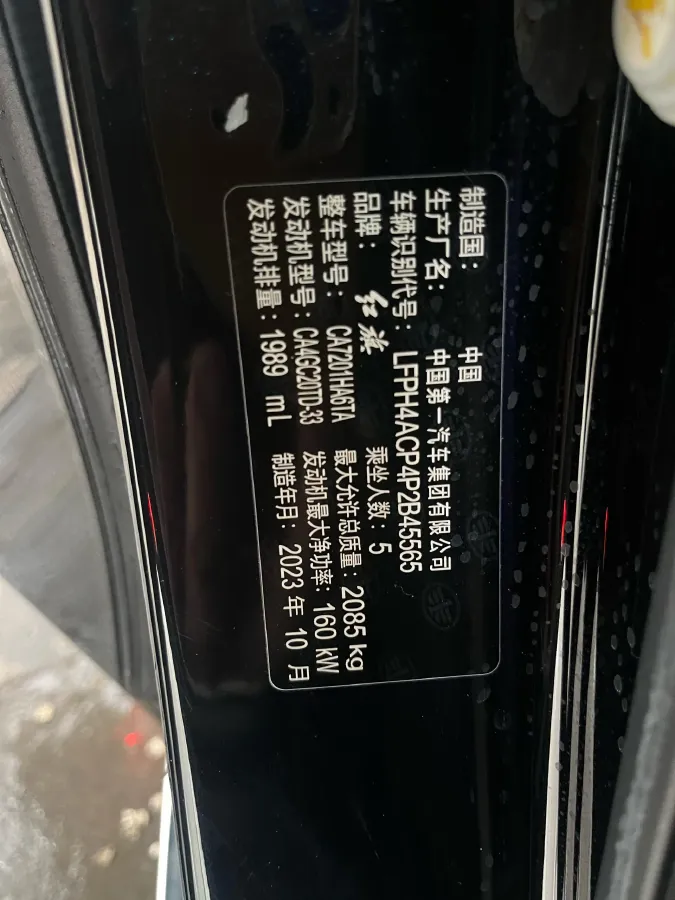 制造国： 中国
生产厂名： 中国第一汽车集团有限公司
车辆识别代号： LFPH4ACP4P2B45565
品牌： 红旗 乘坐人数： 5
整车型号： CA7201HA6TA 最大允许总质量： 2085 kg
发动机型号： CA4GC20TD-33 发动机最大净功率： 160 kW
发动机排量： 1989 mL 制造年月： 2023 年 10 月